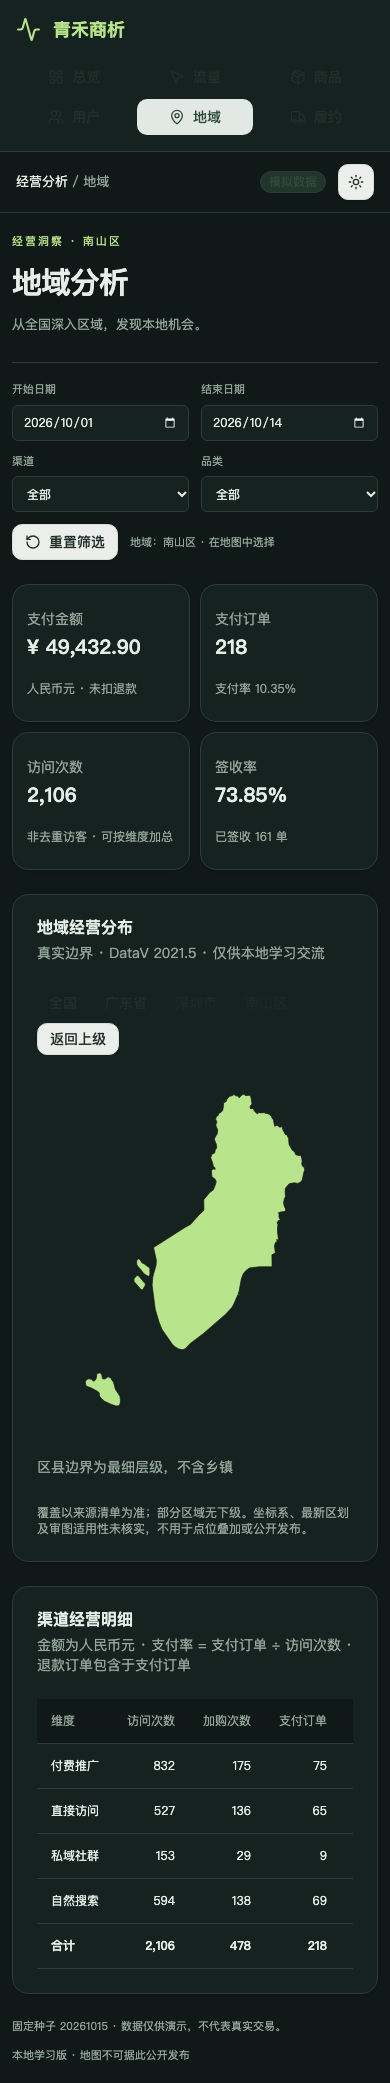 青禾商析
总览 流量 商品
用户 地域 履约
经营分析 / 地域 模拟数据
经营洞察 · 南山区
地域分析
从全国深入区域，发现本地机会。
开始日期 结束日期
2026/10/01 2026/10/14
渠道 品类
全部 全部
重置筛选 地域：南山区 · 在地图中选择
支付金额 支付订单
¥ 49,432.90 218
人民币元 · 未扣退款 支付率 10.35%
访问次数 签收率
2,106 73.85%
非去重访客 · 可按维度加总 已签收 161 单
地域经营分布
真实边界 · DataV 2021.5 · 仅供本地学习交流
全国 广东省 深圳市 南山区
返回上级
区县边界为最细层级，不含乡镇
覆盖以来源清单为准；部分区域无下级。坐标系、最新区划
及审图适用性未核实，不用于点位叠加或公开发布。
渠道经营明细
金额为人民币元 · 支付率 = 支付订单 ÷ 访问次数 ·
退款订单包含于支付订单
维度 访问次数 加购次数 支付订单
付费推广 832 175 75
直接访问 527 136 65
私域社群 153 29 9
自然搜索 594 138 69
合计 2,106 478 218
固定种子 20261015 · 数据仅供演示，不代表真实交易。
本地学习版 · 地图不可据此公开发布